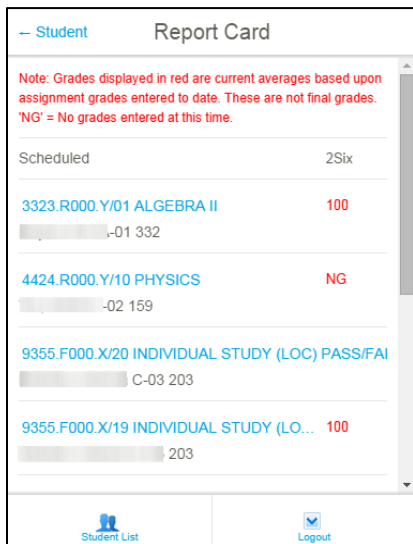 ← Student Report Card
Note: Grades displayed in red are current averages based upon
assignment grades entered to date. These are not final grades.
'NG' = No grades entered at this time.
Scheduled 2Six
3323.R000.Y/01 ALGEBRA II 100
-01 332
4424.R000.Y/10 PHYSICS NG
-02 159
9355.F000.X/20 INDIVIDUAL STUDY (LOC) PASS/FAI
C-03 203
9355.F000.X/19 INDIVIDUAL STUDY (LO... 100
203
Student List Logout